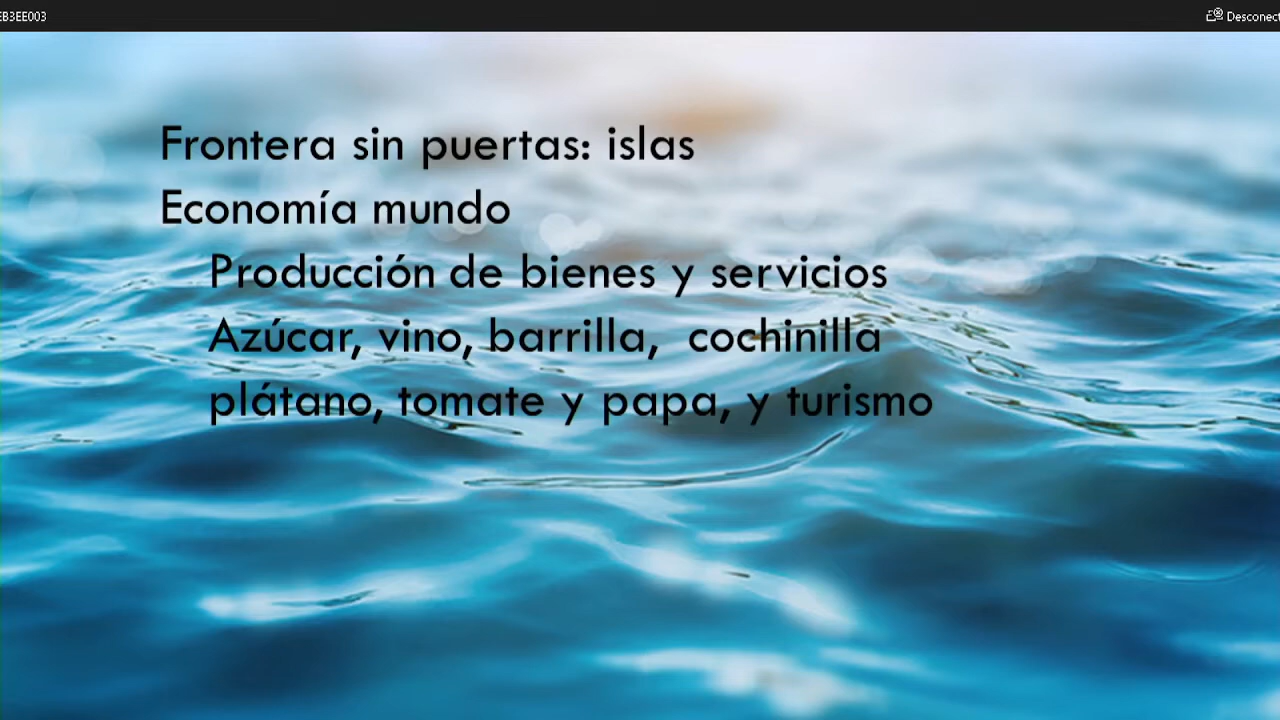 EB3EE003
Desconect
Frontera sin puertas: islas
Economía mundo
Producción de bienes y servicios
Azúcar, vino, barrilla, cochinilla
plátano, tomate y papa, y turismo